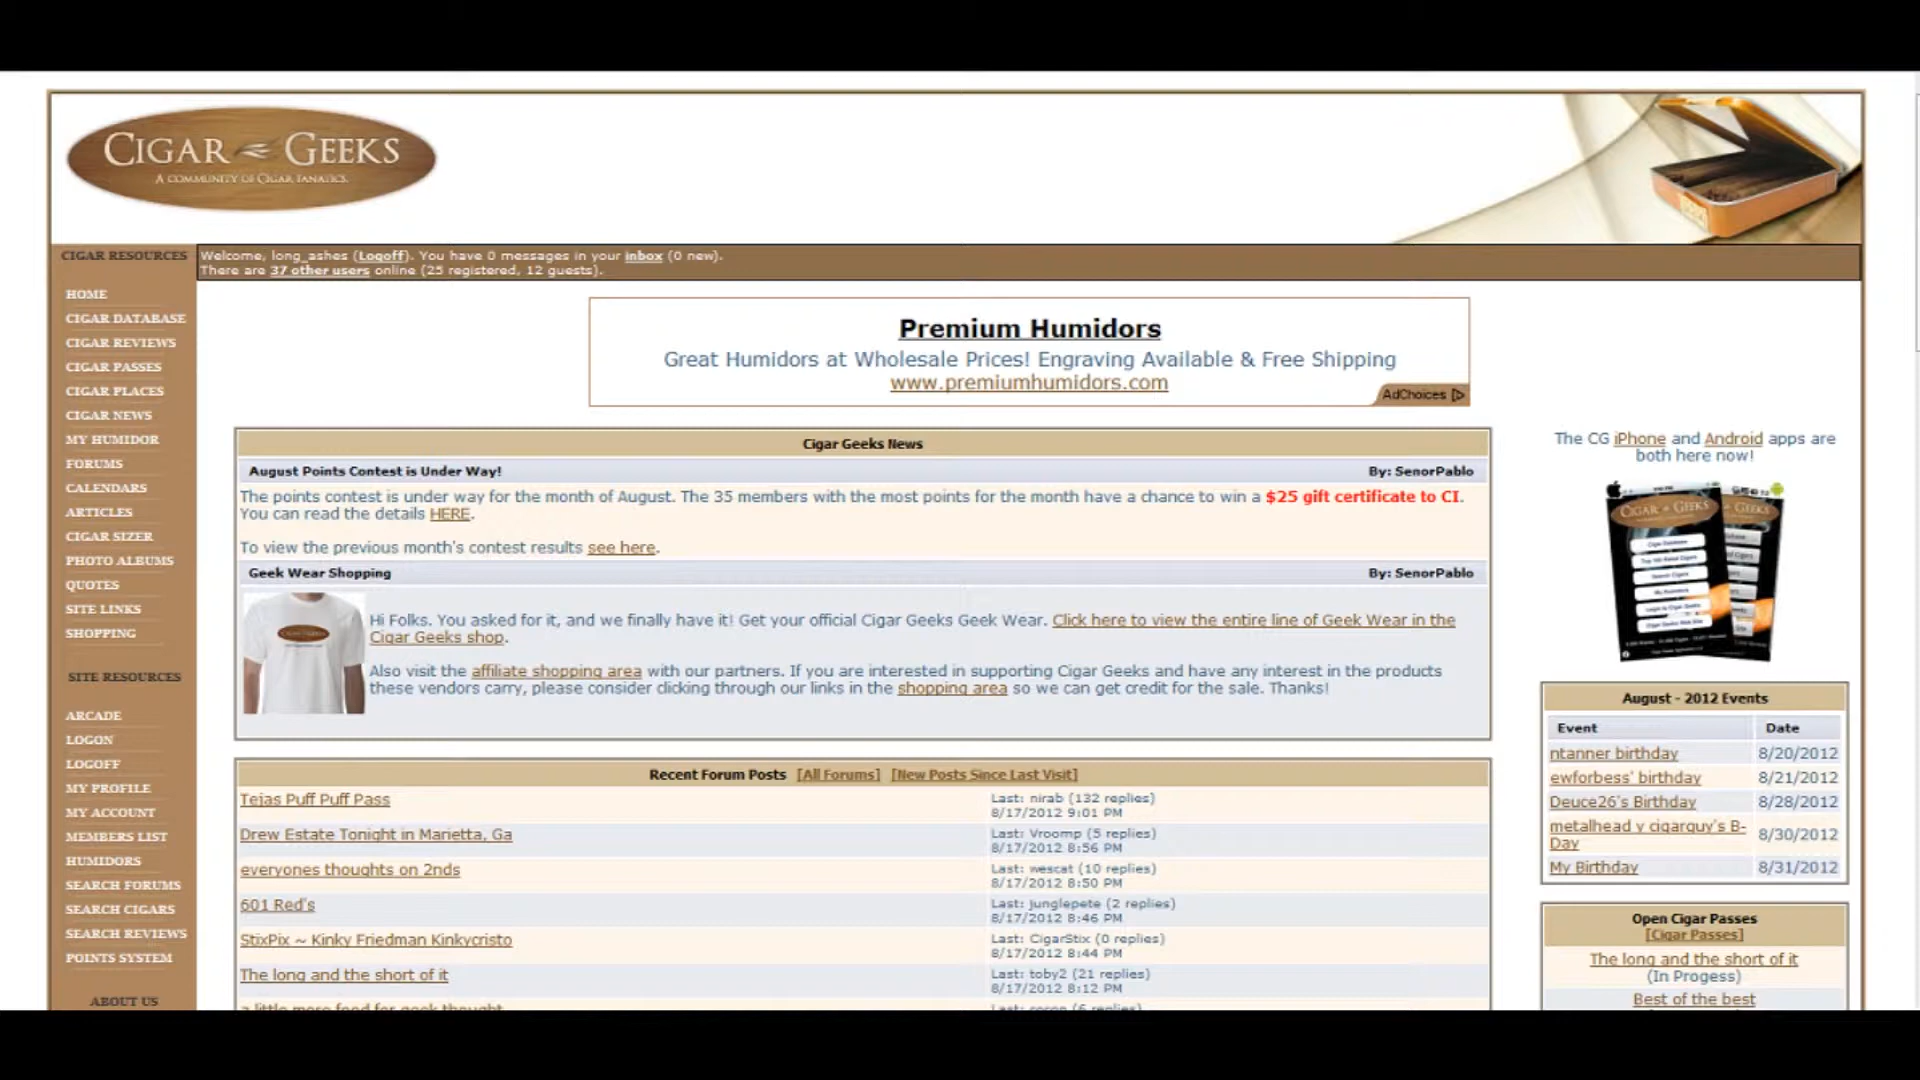 CIGAR GEEKS
A COMMUNITY OF CIGAR FANATICS.
CIGAR RESOURCES
HOME
CIGAR DATABASE
CIGAR REVIEWS
CIGAR PASSES
CIGAR PLACES
CIGAR NEWS
MY HUMIDOR
FORUMS
CALENDARS
ARTICLES
CIGAR SIZER
PHOTO ALBUMS
QUOTES
SITE LINKS
SHOPPING
SITE RESOURCES
ARCADE
LOGON
LOGOFF
MY PROFILE
MY ACCOUNT
MEMBERS LIST
HUMIDORS
SEARCH FORUMS
SEARCH CIGARS
SEARCH REVIEWS
POINTS SYSTEM
ABOUT US
Welcome, long_ashes (Logoff). You have 0 messages in your inbox (0 new).
There are 37 other users online (25 registered, 12 guests).
Premium Humidors
Great Humidors at Wholesale Prices! Engraving Available & Free Shipping
www.premiumhumidors.com
AdChoices
Cigar Geeks News
August Points Contest is Under Way! By: SenorPablo
The points contest is under way for the month of August. The 35 members with the most points for the month have a chance to win a $25 gift certificate to CI.
You can read the details HERE.
To view the previous month's contest results see here.
Geek Wear Shopping By: SenorPablo
Hi Folks. You asked for it, and we finally have it! Get your official Cigar Geeks Geek Wear. Click here to view the entire line of Geek Wear in the
Cigar Geeks shop.
Also visit the affiliate shopping area with our partners. If you are interested in supporting Cigar Geeks and have any interest in the products
these vendors carry, please consider clicking through our links in the shopping area so we can get credit for the sale. Thanks!
Recent Forum Posts [All Forums] [New Posts Since Last Visit]
Tejas Puff Puff Pass
Last: nirab (132 replies)
8/17/2012 9:01 PM
Drew Estate Tonight in Marietta, Ga
Last: Vroomp (5 replies)
8/17/2012 8:56 PM
everyones thoughts on 2nds
Last: wescat (10 replies)
8/17/2012 8:50 PM
601 Red's
Last: junglepete (2 replies)
8/17/2012 8:46 PM
StixPix ~ Kinky Friedman Kinkycristo
Last: CigarStix (0 replies)
8/17/2012 8:44 PM
The long and the short of it
Last: toby2 (21 replies)
8/17/2012 8:12 PM
a little more food for geek thought
The CG iPhone and Android apps are
both here now!
CIGAR GEEKS
August - 2012 Events
Event Date
ntanner birthday 8/20/2012
ewforbess' birthday 8/21/2012
Deuce26's Birthday 8/28/2012
metalhead y cigarguy's B-
Day 8/30/2012
My Birthday 8/31/2012
Open Cigar Passes
[Cigar Passes]
The long and the short of it
(In Progess)
Best of the best